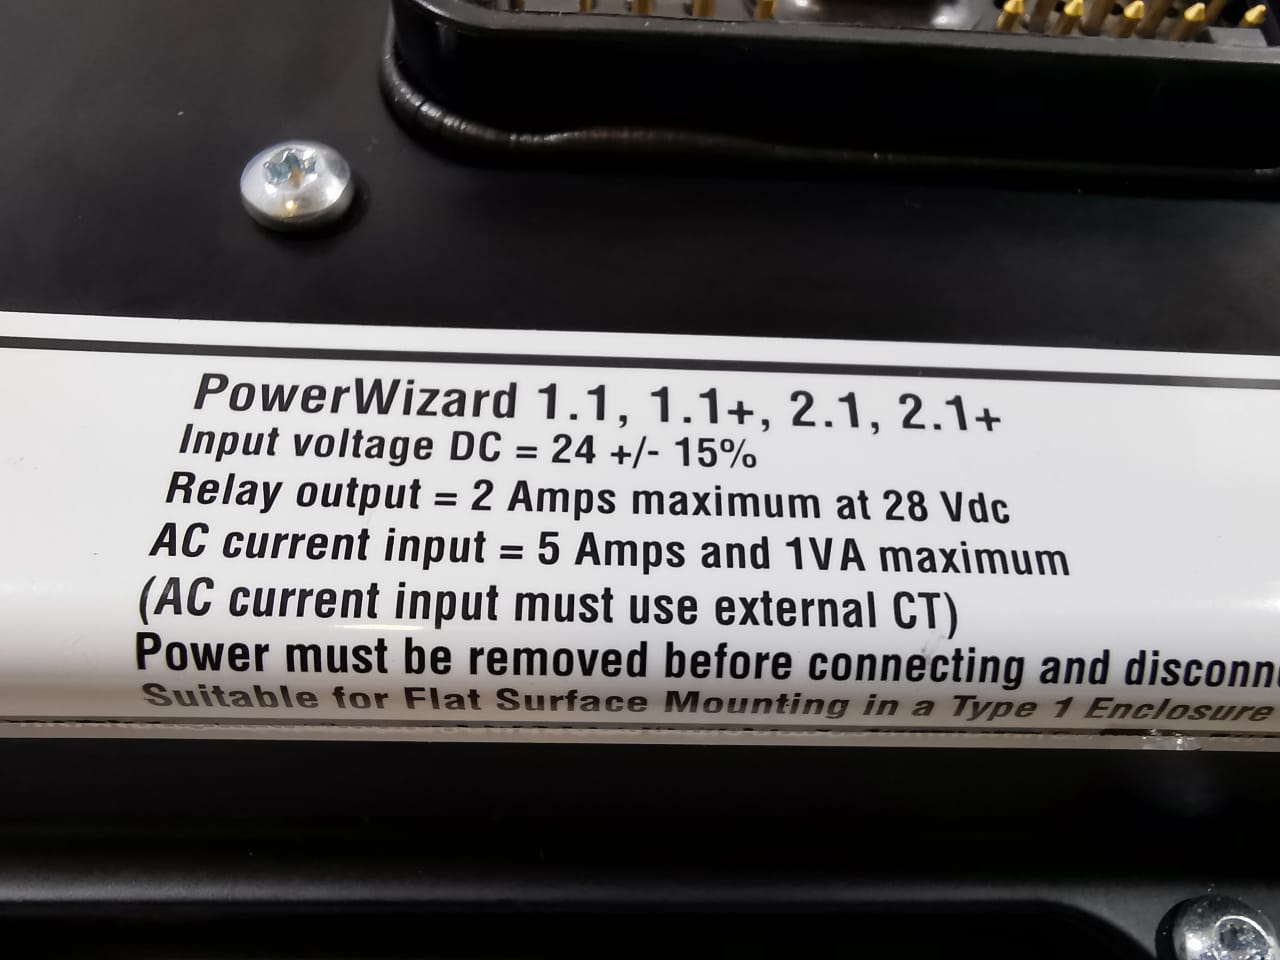 PowerWizard 1.1, 1.1+, 2.1, 2.1+
Input voltage DC = 24 +/- 15%
Relay output = 2 Amps maximum at 28 Vdc
AC current input = 5 Amps and 1VA maximum
(AC current input must use external CT)
Power must be removed before connecting and disconn
Suitable for Flat Surface Mounting in a Type 1 Enclosure